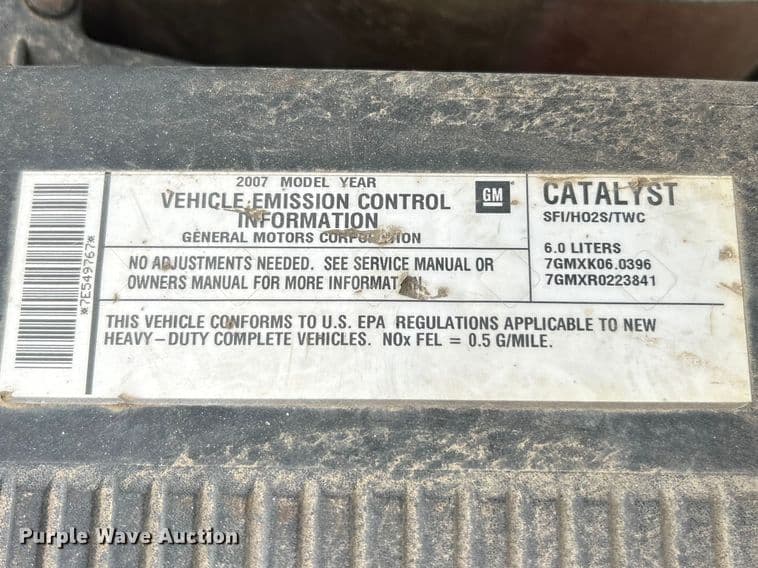 *7E549767*
2007 MODEL YEAR
VEHICLE EMISSION CONTROL
INFORMATION
GENERAL MOTORS CORPORATION
GM
NO ADJUSTMENTS NEEDED. SEE SERVICE MANUAL OR
OWNERS MANUAL FOR MORE INFORMATION.
CATALYST
SFI/HO2S/TWC
6.0 LITERS
7GMXK06.0396
7GMXR0223841
THIS VEHICLE CONFORMS TO U.S. EPA REGULATIONS APPLICABLE TO NEW
HEAVY-DUTY COMPLETE VEHICLES. NOx FEL = 0.5 G/MILE.
Purple Wave Auction